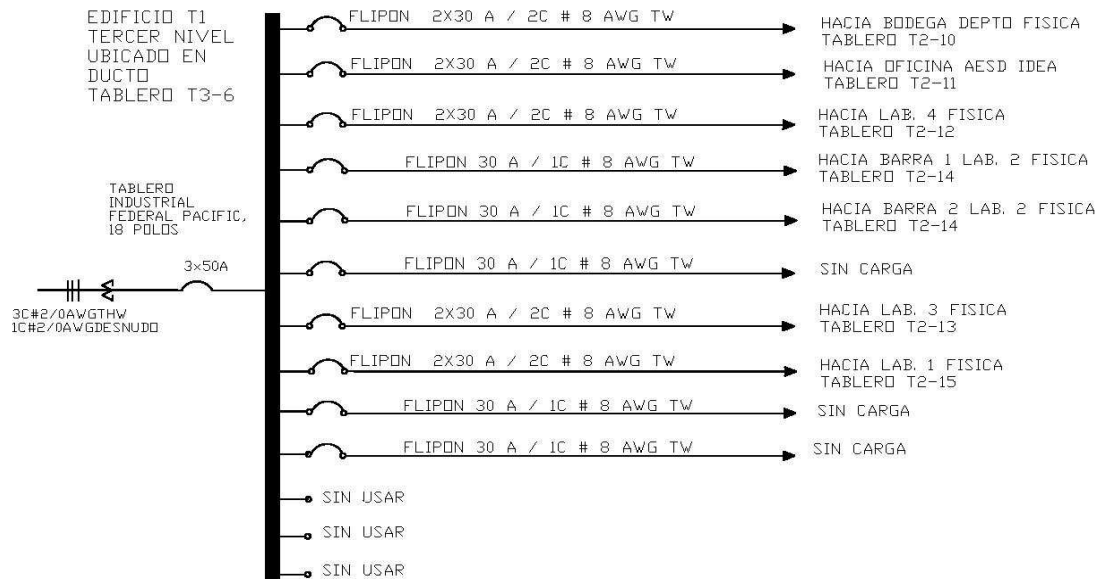 EDIFICIO T1
TERCER NIVEL
UBICADO EN
DUCTO
TABLERO T3-6
TABLERO
INDUSTRIAL
FEDERAL PACIFIC,
18 POLOS
3x50A
3C#2/0AWGTHW
1C#2/0AWGDESNUDO
FLIPON 2X30 A / 2C # 8 AWG TW
HACIA BODEGA DEPTO FISICA
TABLERO T2-10
FLIPON 2X30 A / 2C # 8 AWG TW
HACIA OFICINA AESD IDEA
TABLERO T2-11
FLIPON 2X30 A / 2C # 8 AWG TW
HACIA LAB. 4 FISICA
TABLERO T2-12
FLIPON 30 A / 1C # 8 AWG TW
HACIA BARRA 1 LAB. 2 FISICA
TABLERO T2-14
FLIPON 30 A / 1C # 8 AWG TW
HACIA BARRA 2 LAB. 2 FISICA
TABLERO T2-14
FLIPON 30 A / 1C # 8 AWG TW
SIN CARGA
FLIPON 2X30 A / 2C # 8 AWG TW
HACIA LAB. 3 FISICA
TABLERO T2-13
FLIPON 2X30 A / 2C # 8 AWG TW
HACIA LAB. 1 FISICA
TABLERO T2-15
FLIPON 30 A / 1C # 8 AWG TW
SIN CARGA
FLIPON 30 A / 1C # 8 AWG TW
SIN CARGA
SIN USAR
SIN USAR
SIN USAR